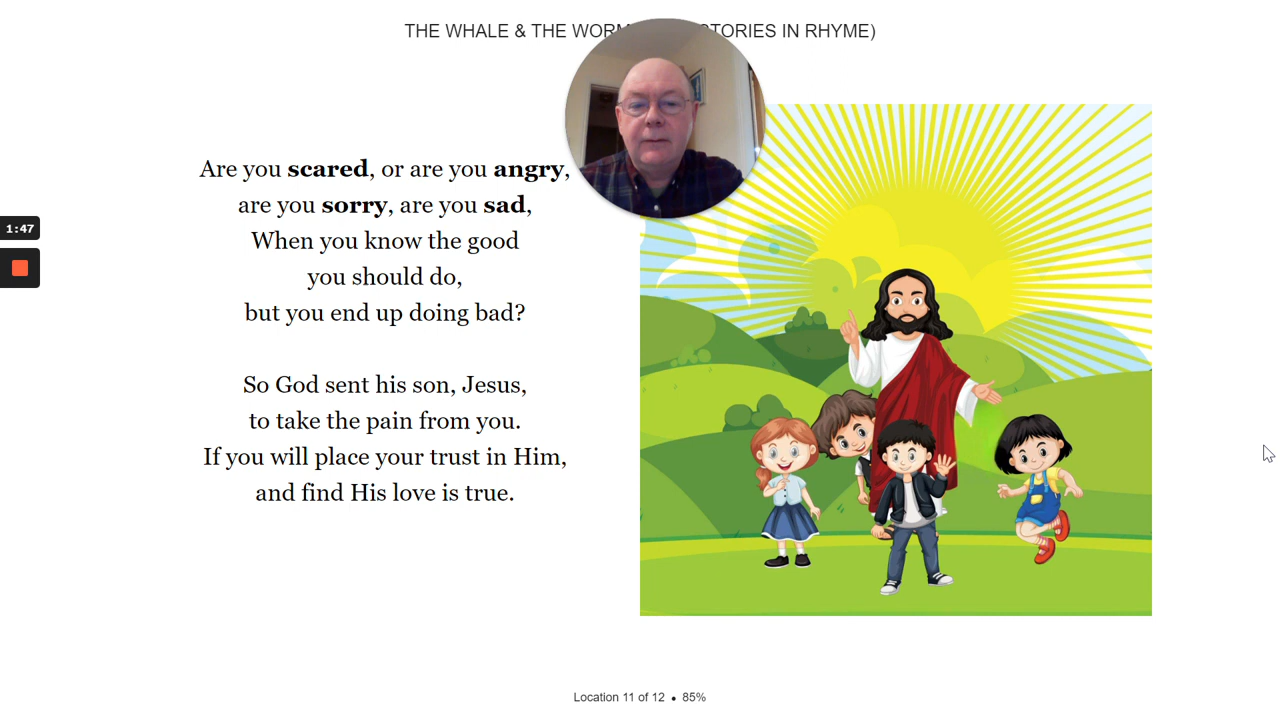 THE WHALE & THE WORM TORIES IN RHYME)
Are you scared, or are you angry,
are you sorry, are you sad,
When you know the good
you should do,
but you end up doing bad?
1:47
So God sent his son, Jesus,
to take the pain from you.
If you will place your trust in Him,
and find His love is true.
Location 11 of 12 • 85%